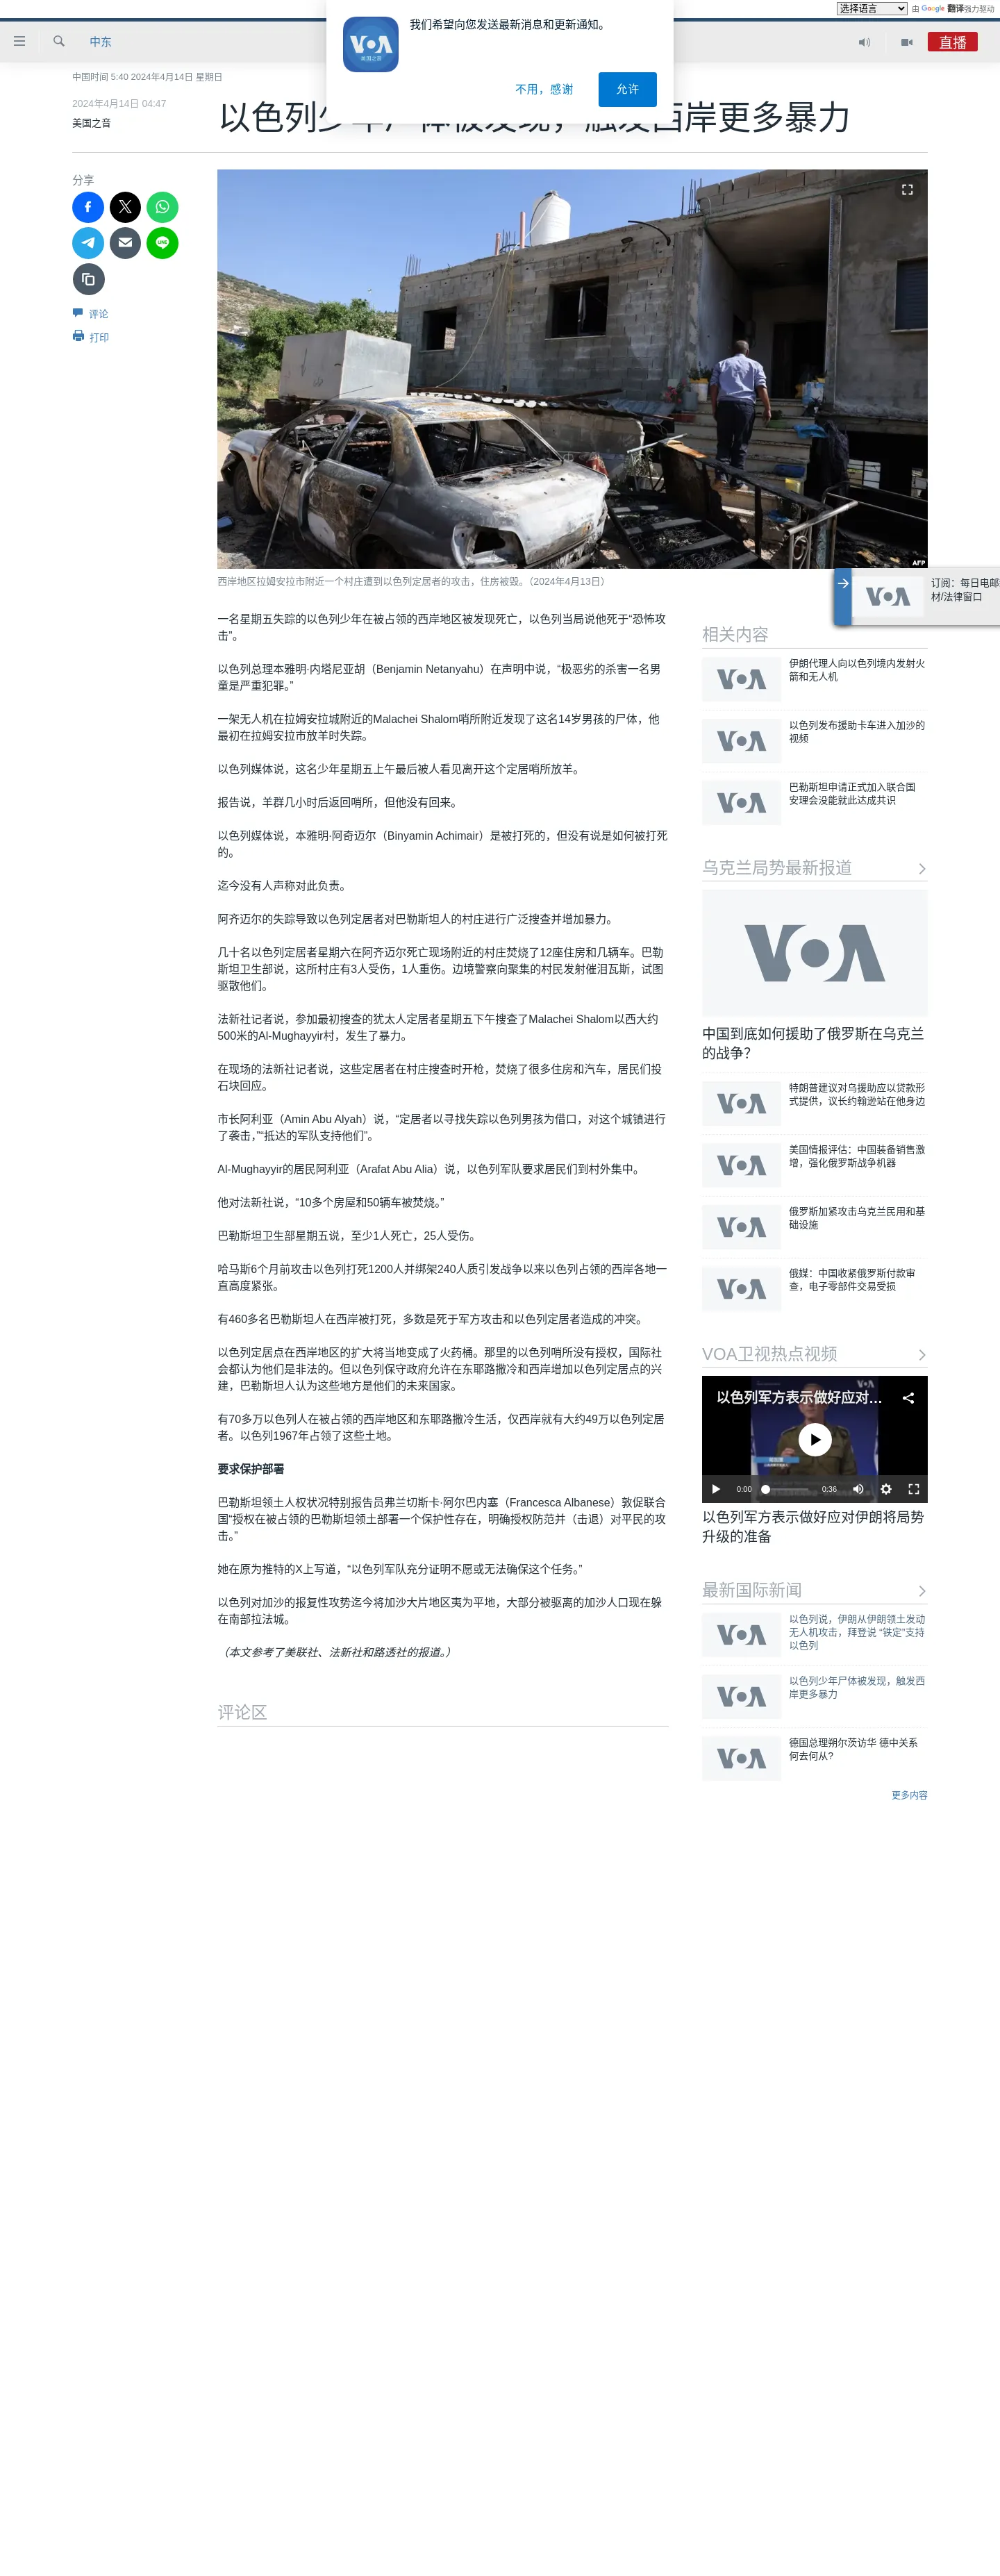 选择语言 由 Google 翻译强力驱动
我们希望向您发送最新消息和更新通知。
VOA
美国之音
不用，感谢
允许
中东
直播
中国时间 5:40 2024年4月14日 星期日
2024年4月14日 04:47
美国之音
以色列少年尸体被发现，触发西岸更多暴力
分享
评论
打印
AFP
西岸地区拉姆安拉市附近一个村庄遭到以色列定居者的攻击，住房被毁。（2024年4月13日）
订阅：每日电邮
材/法律窗口
一名星期五失踪的以色列少年在被占领的西岸地区被发现死亡，以色列当局说他死于“恐怖攻
击”。
以色列总理本雅明·内塔尼亚胡（Benjamin Netanyahu）在声明中说，“极恶劣的杀害一名男
童是严重犯罪。”
一架无人机在拉姆安拉城附近的Malachei Shalom哨所附近发现了这名14岁男孩的尸体，他
最初在拉姆安拉市放羊时失踪。
以色列媒体说，这名少年星期五上午最后被人看见离开这个定居哨所放羊。
报告说，羊群几小时后返回哨所，但他没有回来。
以色列媒体说，本雅明·阿奇迈尔（Binyamin Achimair）是被打死的，但没有说是如何被打死
的。
迄今没有人声称对此负责。
阿齐迈尔的失踪导致以色列定居者对巴勒斯坦人的村庄进行广泛搜查并增加暴力。
几十名以色列定居者星期六在阿齐迈尔死亡现场附近的村庄焚烧了12座住房和几辆车。巴勒
斯坦卫生部说，这所村庄有3人受伤，1人重伤。边境警察向聚集的村民发射催泪瓦斯，试图
驱散他们。
法新社记者说，参加最初搜查的犹太人定居者星期五下午搜查了Malachei Shalom以西大约
500米的Al-Mughayyir村，发生了暴力。
在现场的法新社记者说，这些定居者在村庄搜查时开枪，焚烧了很多住房和汽车，居民们投
石块回应。
市长阿利亚（Amin Abu Alyah）说，“定居者以寻找失踪以色列男孩为借口，对这个城镇进行
了袭击，”“抵达的军队支持他们”。
Al-Mughayyir的居民阿利亚（Arafat Abu Alia）说，以色列军队要求居民们到村外集中。
他对法新社说，“10多个房屋和50辆车被焚烧。”
巴勒斯坦卫生部星期五说，至少1人死亡，25人受伤。
哈马斯6个月前攻击以色列打死1200人并绑架240人质引发战争以来以色列占领的西岸各地一
直高度紧张。
有460多名巴勒斯坦人在西岸被打死，多数是死于军方攻击和以色列定居者造成的冲突。
以色列定居点在西岸地区的扩大将当地变成了火药桶。那里的以色列哨所没有授权，国际社
会都认为他们是非法的。但以色列保守政府允许在东耶路撒冷和西岸增加以色列定居点的兴
建，巴勒斯坦人认为这些地方是他们的未来国家。
有70多万以色列人在被占领的西岸地区和东耶路撒冷生活，仅西岸就有大约49万以色列定居
者。以色列1967年占领了这些土地。
要求保护部署
巴勒斯坦领土人权状况特别报告员弗兰切斯卡·阿尔巴内塞（Francesca Albanese）敦促联合
国“授权在被占领的巴勒斯坦领土部署一个保护性存在，明确授权防范并（击退）对平民的攻
击。”
她在原为推特的X上写道，“以色列军队充分证明不愿或无法确保这个任务。”
以色列对加沙的报复性攻势迄今将加沙大片地区夷为平地，大部分被驱离的加沙人口现在躲
在南部拉法城。
（本文参考了美联社、法新社和路透社的报道。）
评论区
相关内容
伊朗代理人向以色列境内发射火
箭和无人机
以色列发布援助卡车进入加沙的
视频
巴勒斯坦申请正式加入联合国
安理会没能就此达成共识
乌克兰局势最新报道
VOA
中国到底如何援助了俄罗斯在乌克兰
的战争？
特朗普建议对乌援助应以贷款形
式提供，议长约翰逊站在他身边
美国情报评估：中国装备销售激
增，强化俄罗斯战争机器
俄罗斯加紧攻击乌克兰民用和基
础设施
俄媒：中国收紧俄罗斯付款审
查，电子零部件交易受损
VOA卫视热点视频
以色列军方表示做好应对...
0:00
0:36
以色列军方表示做好应对伊朗将局势
升级的准备
最新国际新闻
以色列说，伊朗从伊朗领土发动
无人机攻击，拜登说 “铁定”支持
以色列
以色列少年尸体被发现，触发西
岸更多暴力
德国总理朔尔茨访华 德中关系
何去何从?
更多内容